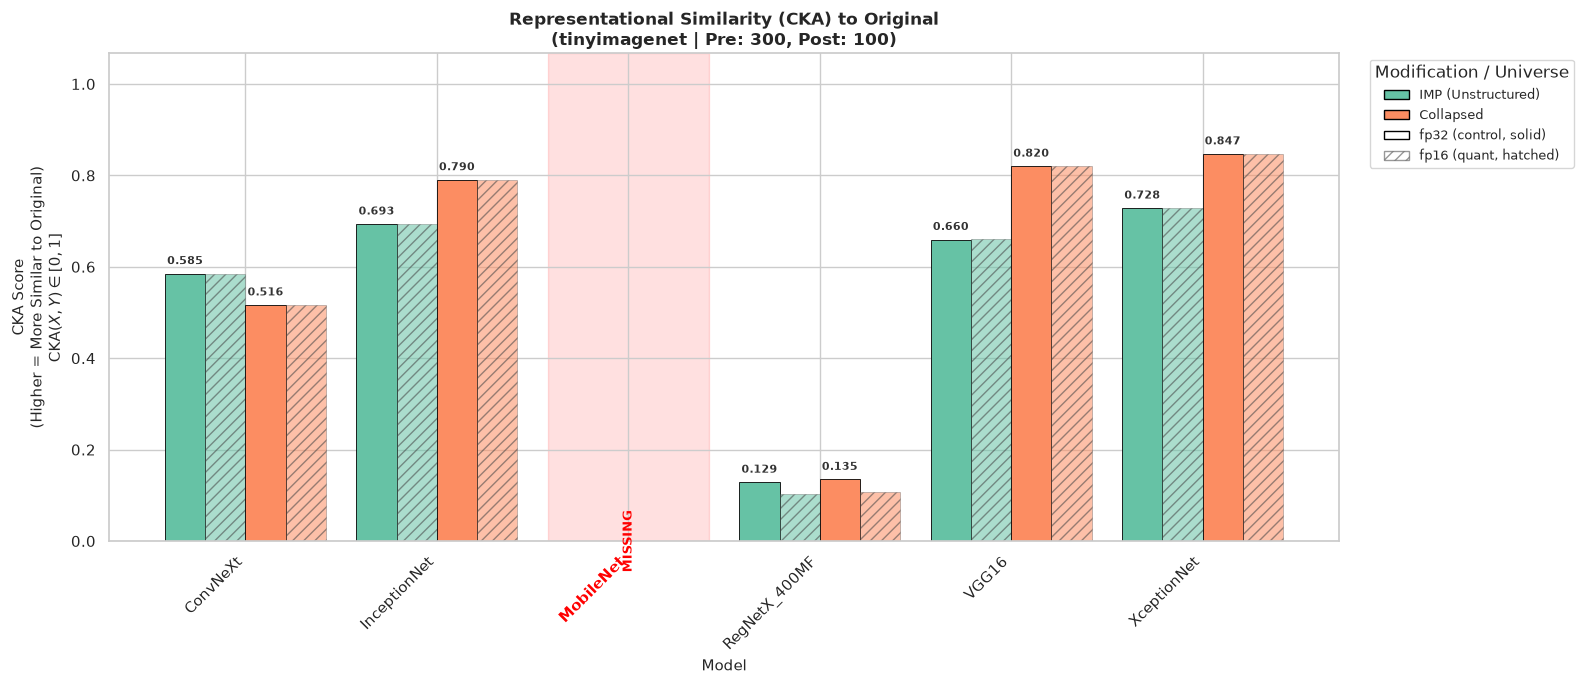 Representational Similarity (CKA) to Original
(tinyimagenet | Pre: 300, Post: 100)
Modification / Universe
IMP (Unstructured)
Collapsed
fp32 (control, solid)
fp16 (quant, hatched)
CKA Score
(Higher = More Similar to Original)
CKA(X, Y) ∈ [0, 1]
1.0
0.8
0.6
0.4
0.2
0.0
0.585
0.516
0.693
0.790
MISSING
0.129
0.135
0.660
0.820
0.728
0.847
ConvNeXt
InceptionNet
MobileNet
RegNetX_400MF
VGG16
XceptionNet
Model